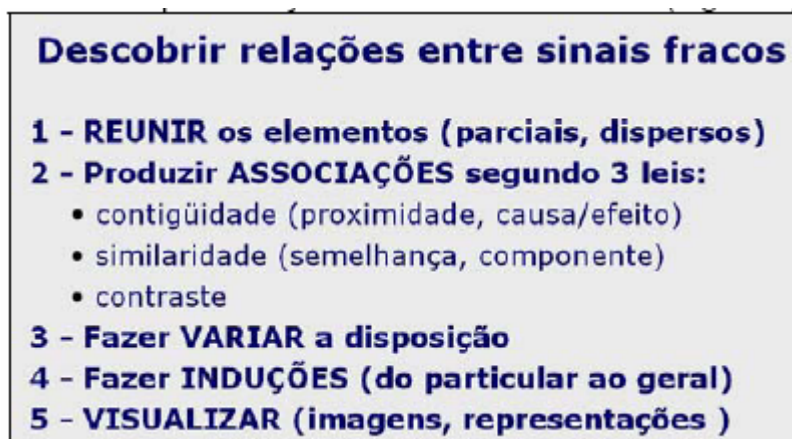 Descobrir relações entre sinais fracos
1 - REUNIR os elementos (parciais, dispersos)
2 - Produzir ASSOCIAÇÕES segundo 3 leis:
• contigüidade (proximidade, causa/efeito)
• similaridade (semelhança, componente)
• contraste
3 - Fazer VARIAR a disposição
4 - Fazer INDUÇÕES (do particular ao geral)
5 - VISUALIZAR (imagens, representações )